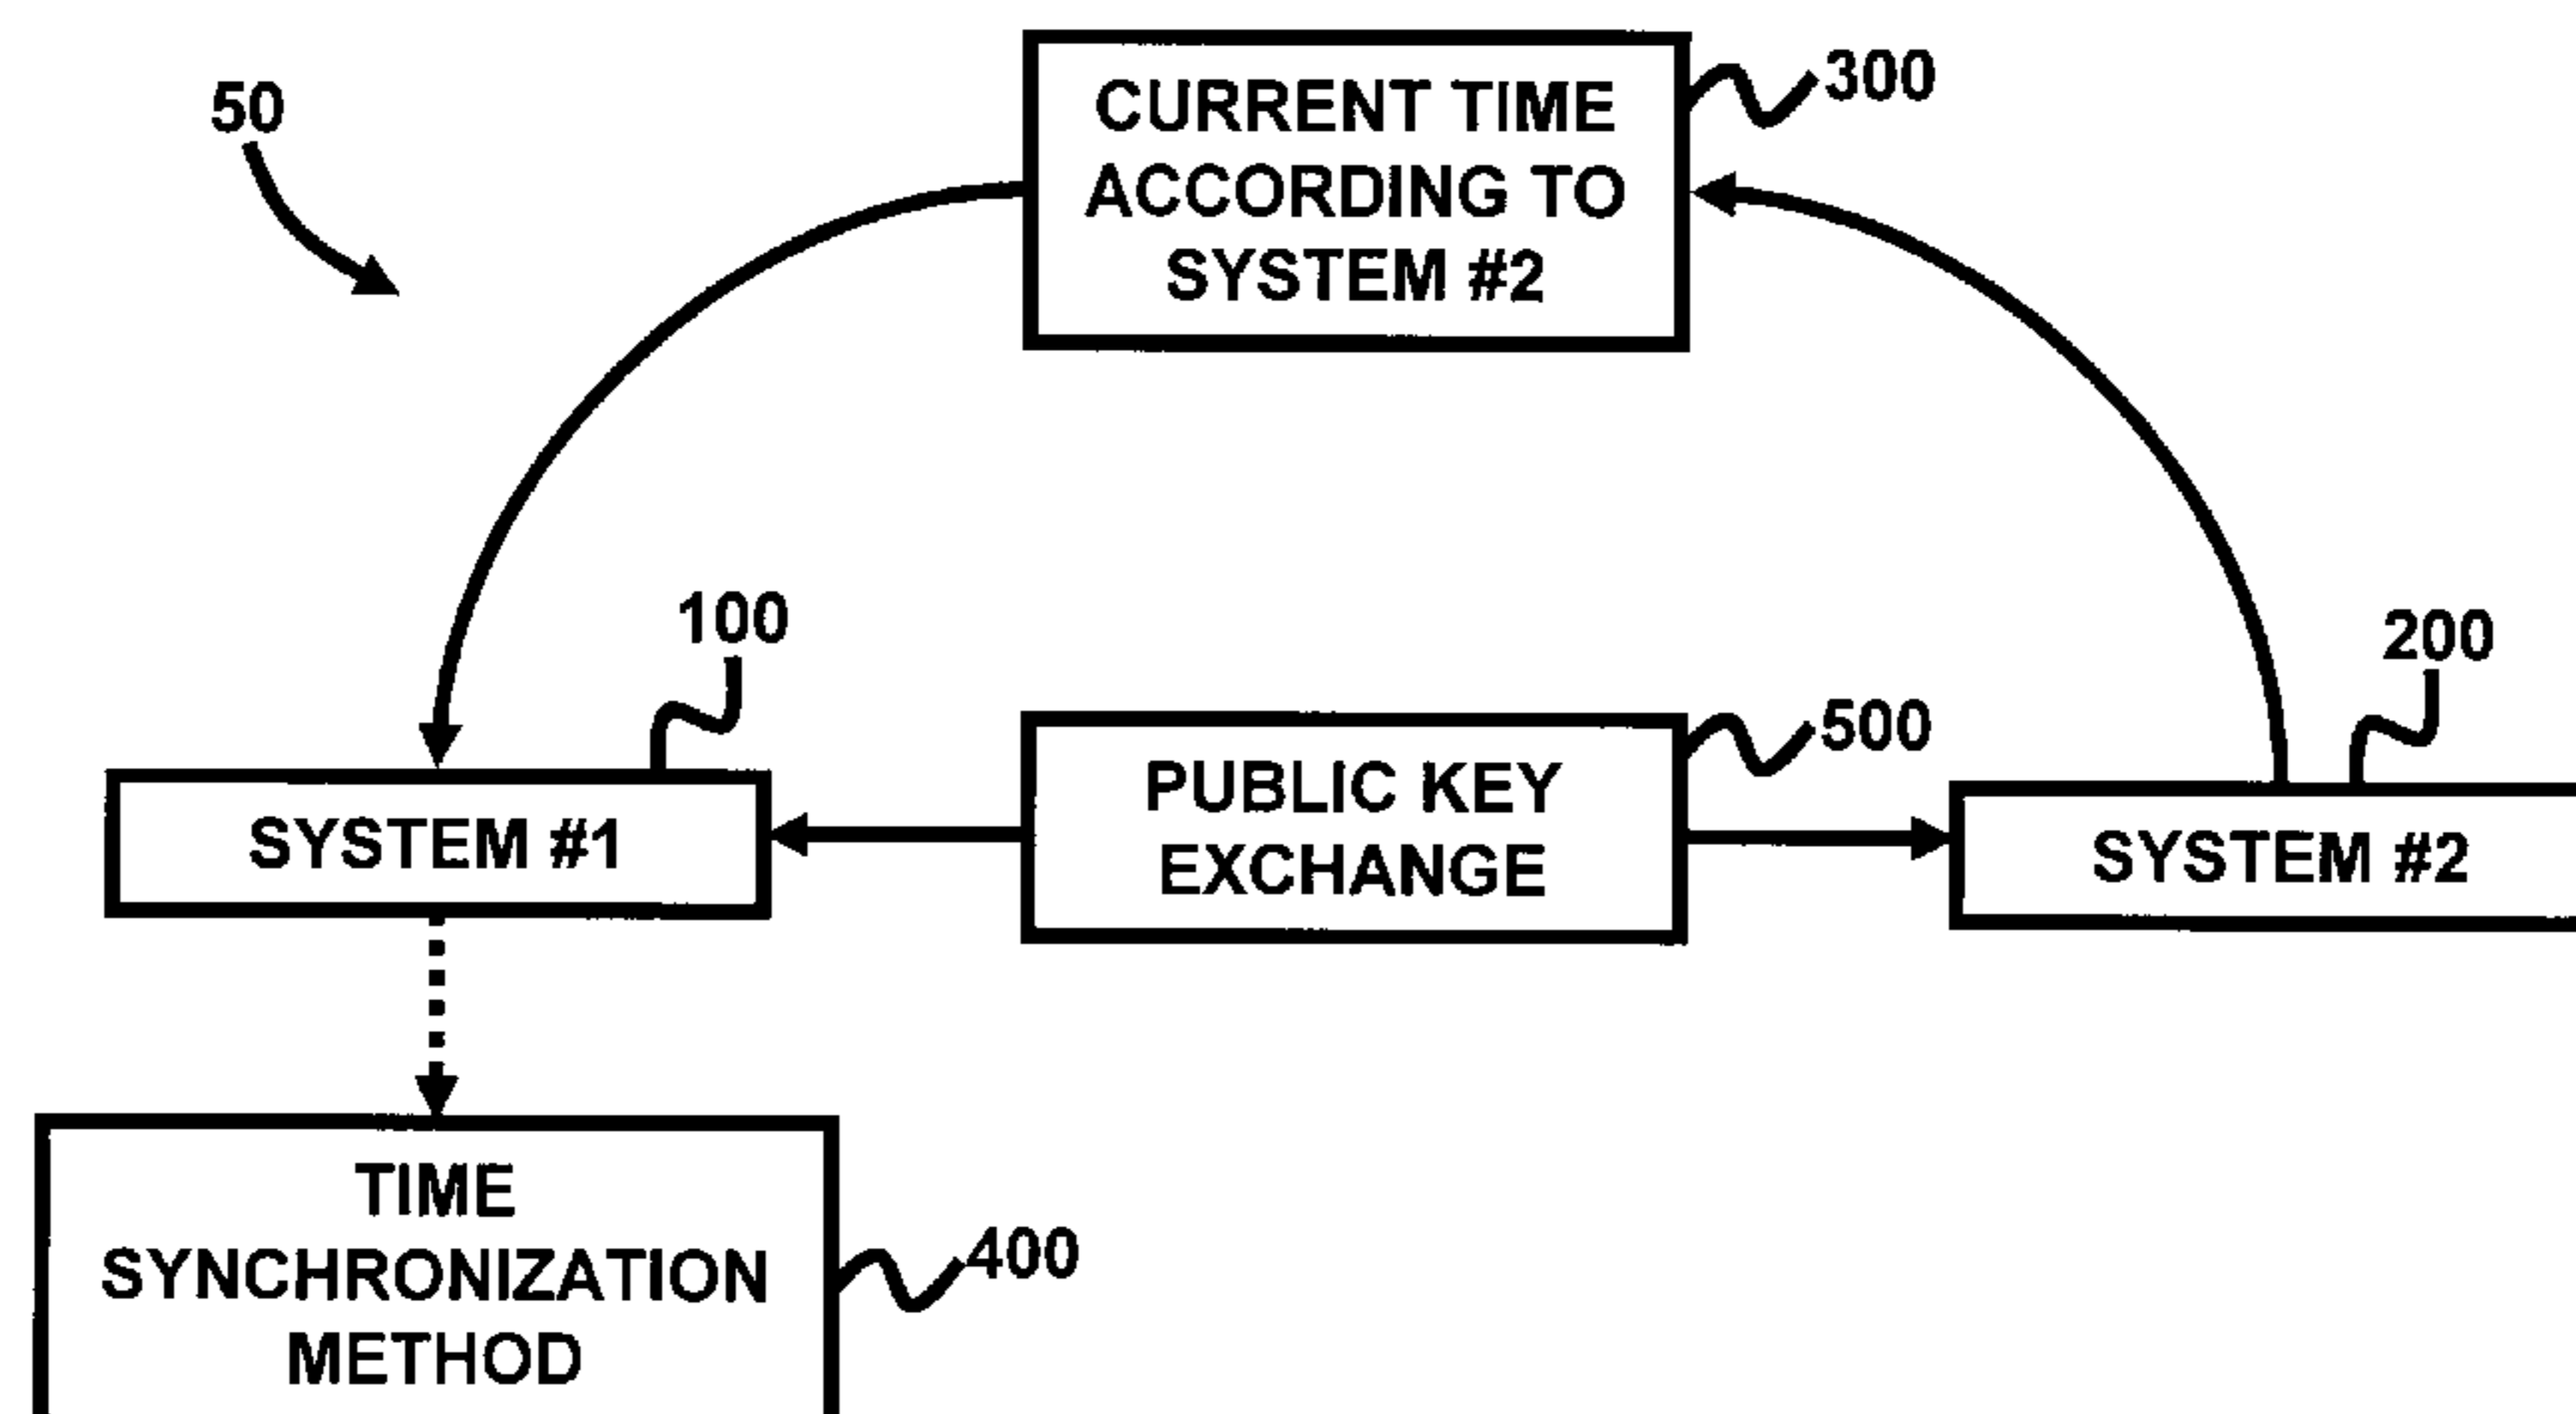 50
CURRENT TIME
ACCORDING TO
SYSTEM #2
300
100
200
SYSTEM #1
PUBLIC KEY
EXCHANGE
500
SYSTEM #2
TIME
SYNCHRONIZATION
METHOD
400